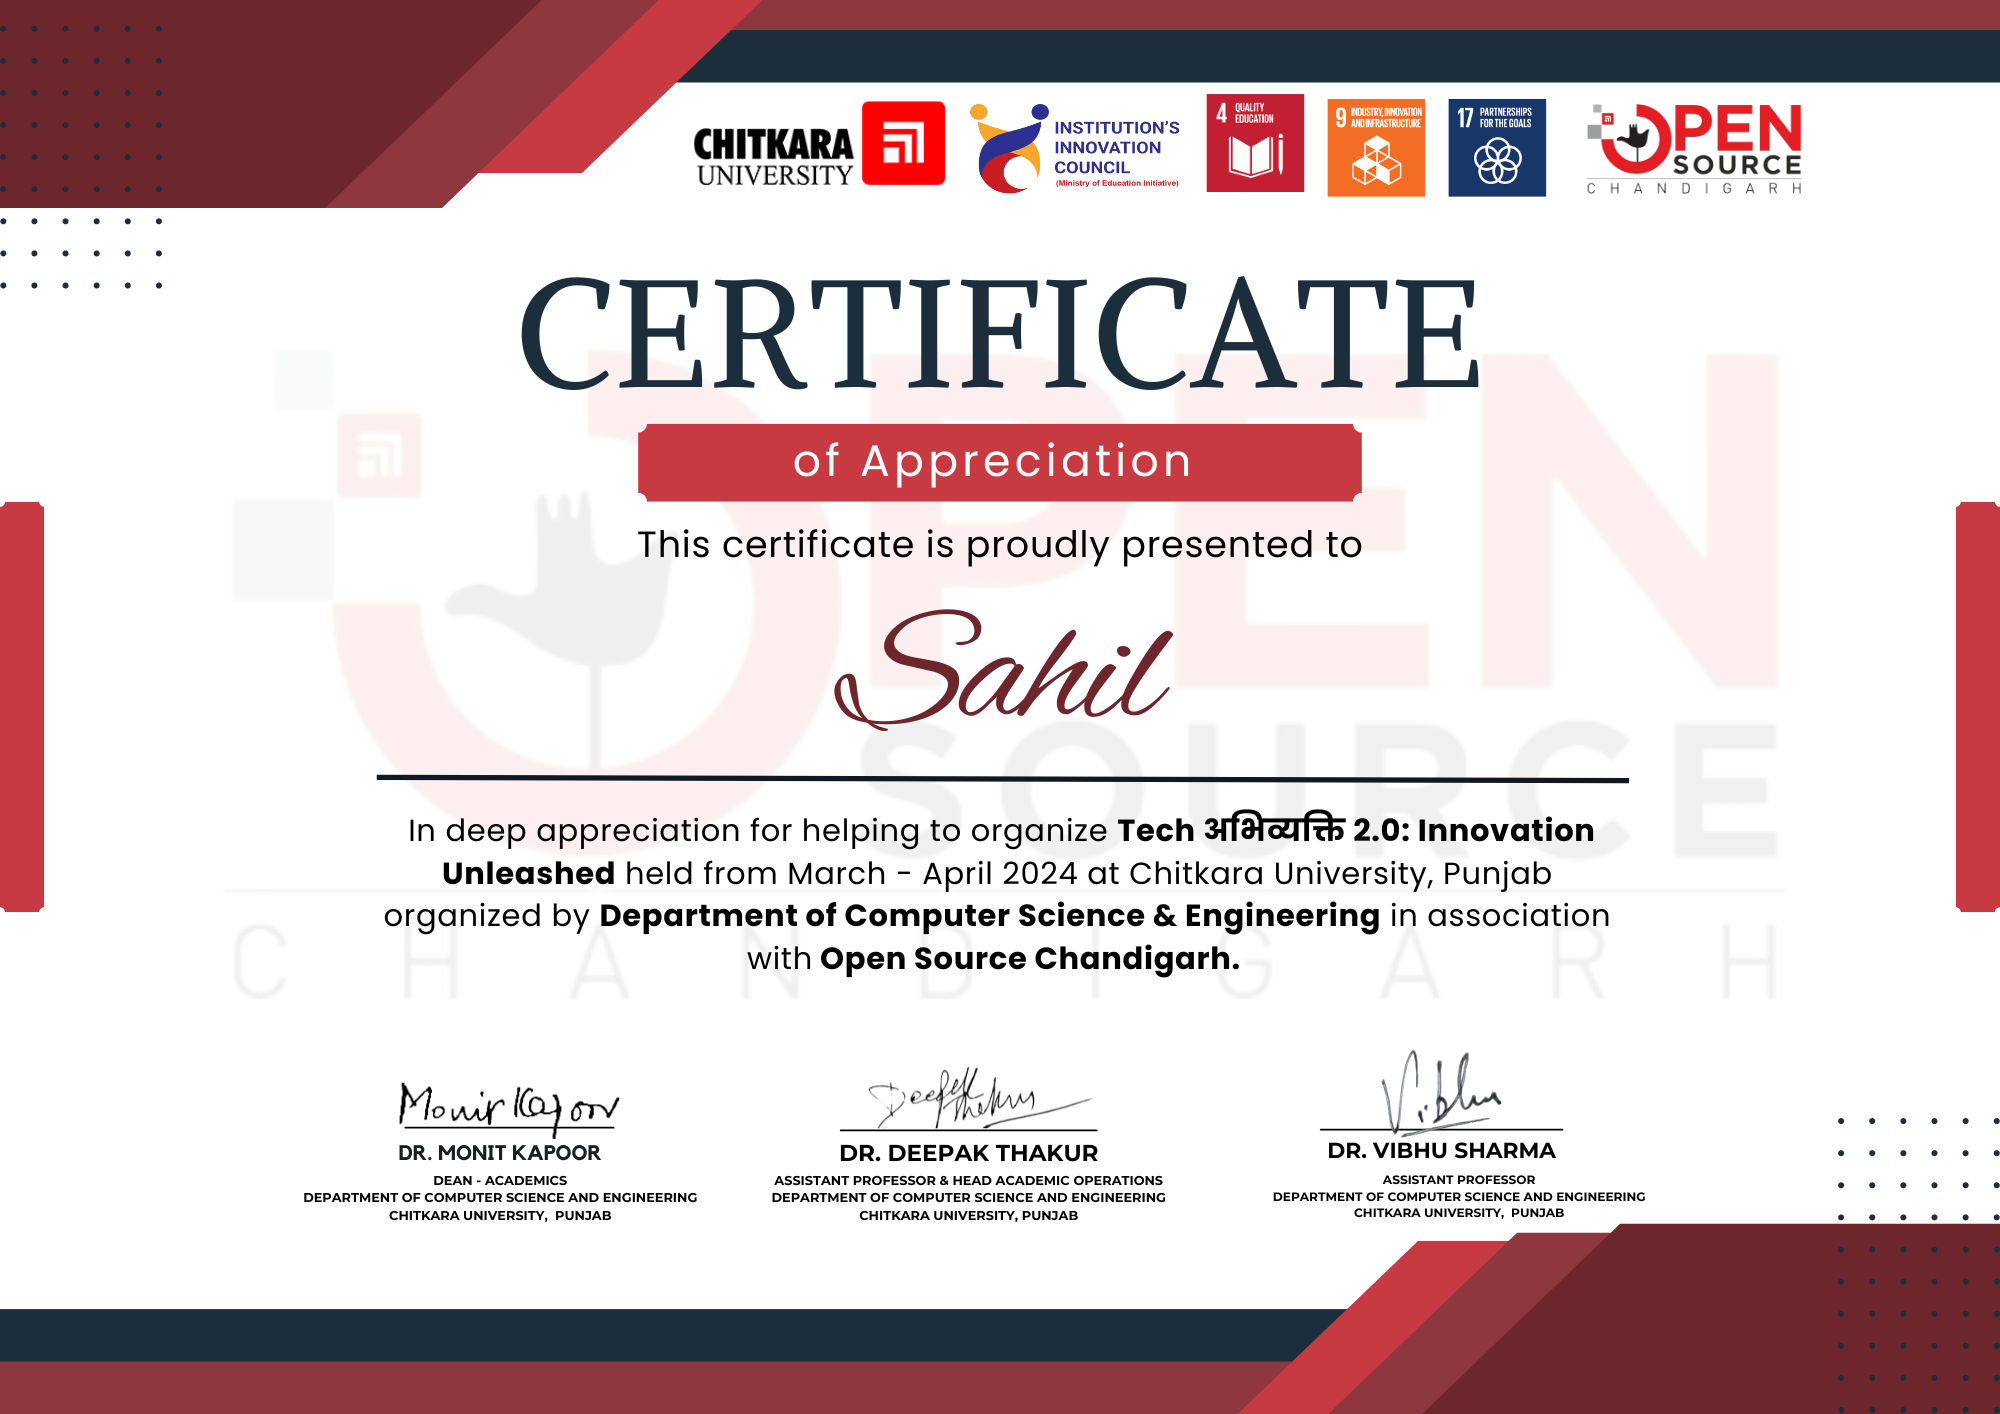 CHITKARA
UNIVERSITY
INSTITUTION'S
INNOVATION
COUNCIL
(Ministry of Education Initiative)
4 QUALITY
EDUCATION
9 INDUSTRY, INNOVATION
AND INFRASTRUCTURE
17 PARTNERSHIPS
FOR THE GOALS
OPEN
SOURCE
CHANDIGARH
CERTIFICATE
of Appreciation
This certificate is proudly presented to
Sahil
In deep appreciation for helping to organize Tech अभिव्यक्ति 2.0: Innovation
Unleashed held from March - April 2024 at Chitkara University, Punjab
organized by Department of Computer Science & Engineering in association
with Open Source Chandigarh.
OPEN
SOURCE
CHANDIGARH
Monit Kapoor
DR. MONIT KAPOOR
DEAN - ACADEMICS
DEPARTMENT OF COMPUTER SCIENCE AND ENGINEERING
CHITKARA UNIVERSITY, PUNJAB
Deepak
Thakur
DR. DEEPAK THAKUR
ASSISTANT PROFESSOR & HEAD ACADEMIC OPERATIONS
DEPARTMENT OF COMPUTER SCIENCE AND ENGINEERING
CHITKARA UNIVERSITY, PUNJAB
Vibhu
DR. VIBHU SHARMA
ASSISTANT PROFESSOR
DEPARTMENT OF COMPUTER SCIENCE AND ENGINEERING
CHITKARA UNIVERSITY, PUNJAB